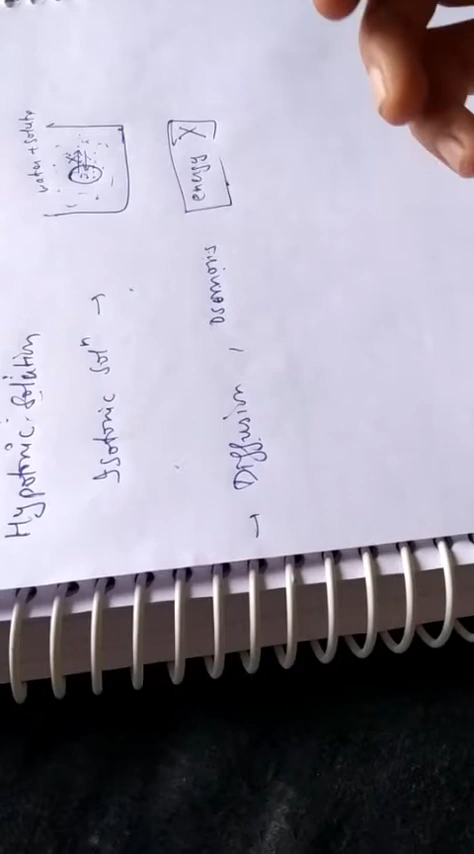 Hypotonic. Solution
water + solute
Isotonic Solⁿ →
energy X
→ Diffusion, osmosis